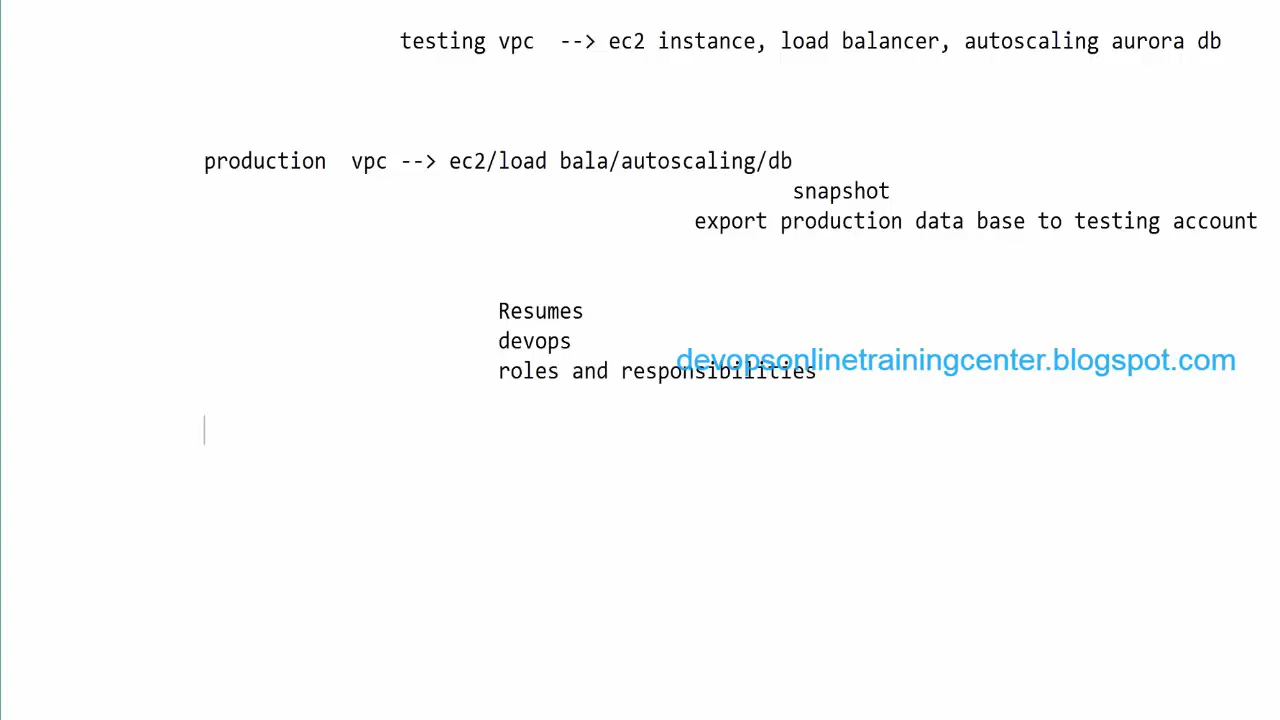 testing vpc --> ec2 instance, load balancer, autoscaling aurora db
production vpc --> ec2/load bala/autoscaling/db
snapshot
export production data base to testing account
Resumes
devops
roles and responsibilities
devopsonlinetrainingcenter.blogspot.com